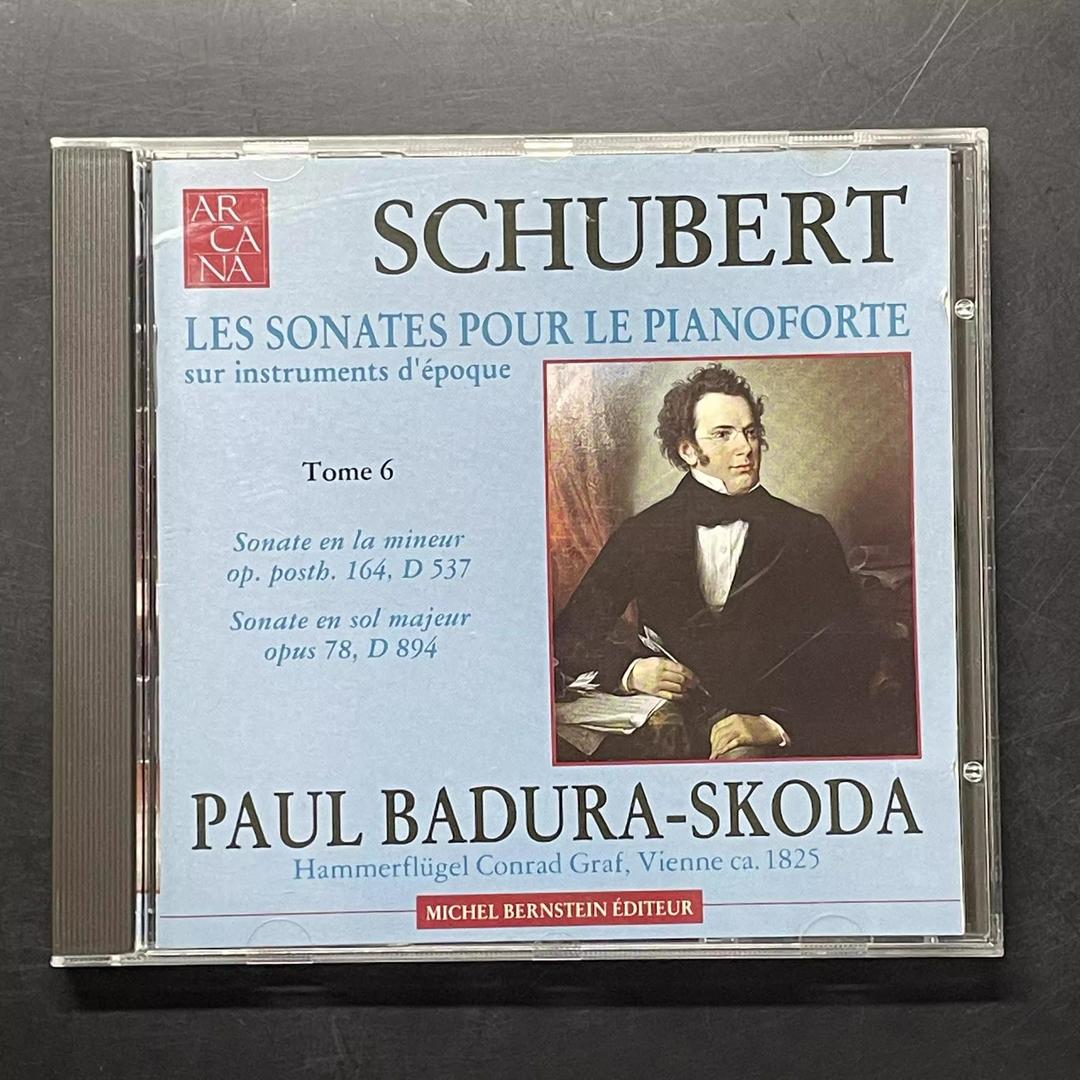 AR
CA
NA
SCHUBERT
LES SONATES POUR LE PIANOFORTE
sur instruments d'époque
Tome 6
Sonate en la mineur
op. posth. 164, D 537
Sonate en sol majeur
opus 78, D 894
PAUL BADURA-SKODA
Hammerflügel Conrad Graf, Vienne ca. 1825
MICHEL BERNSTEIN ÉDITEUR